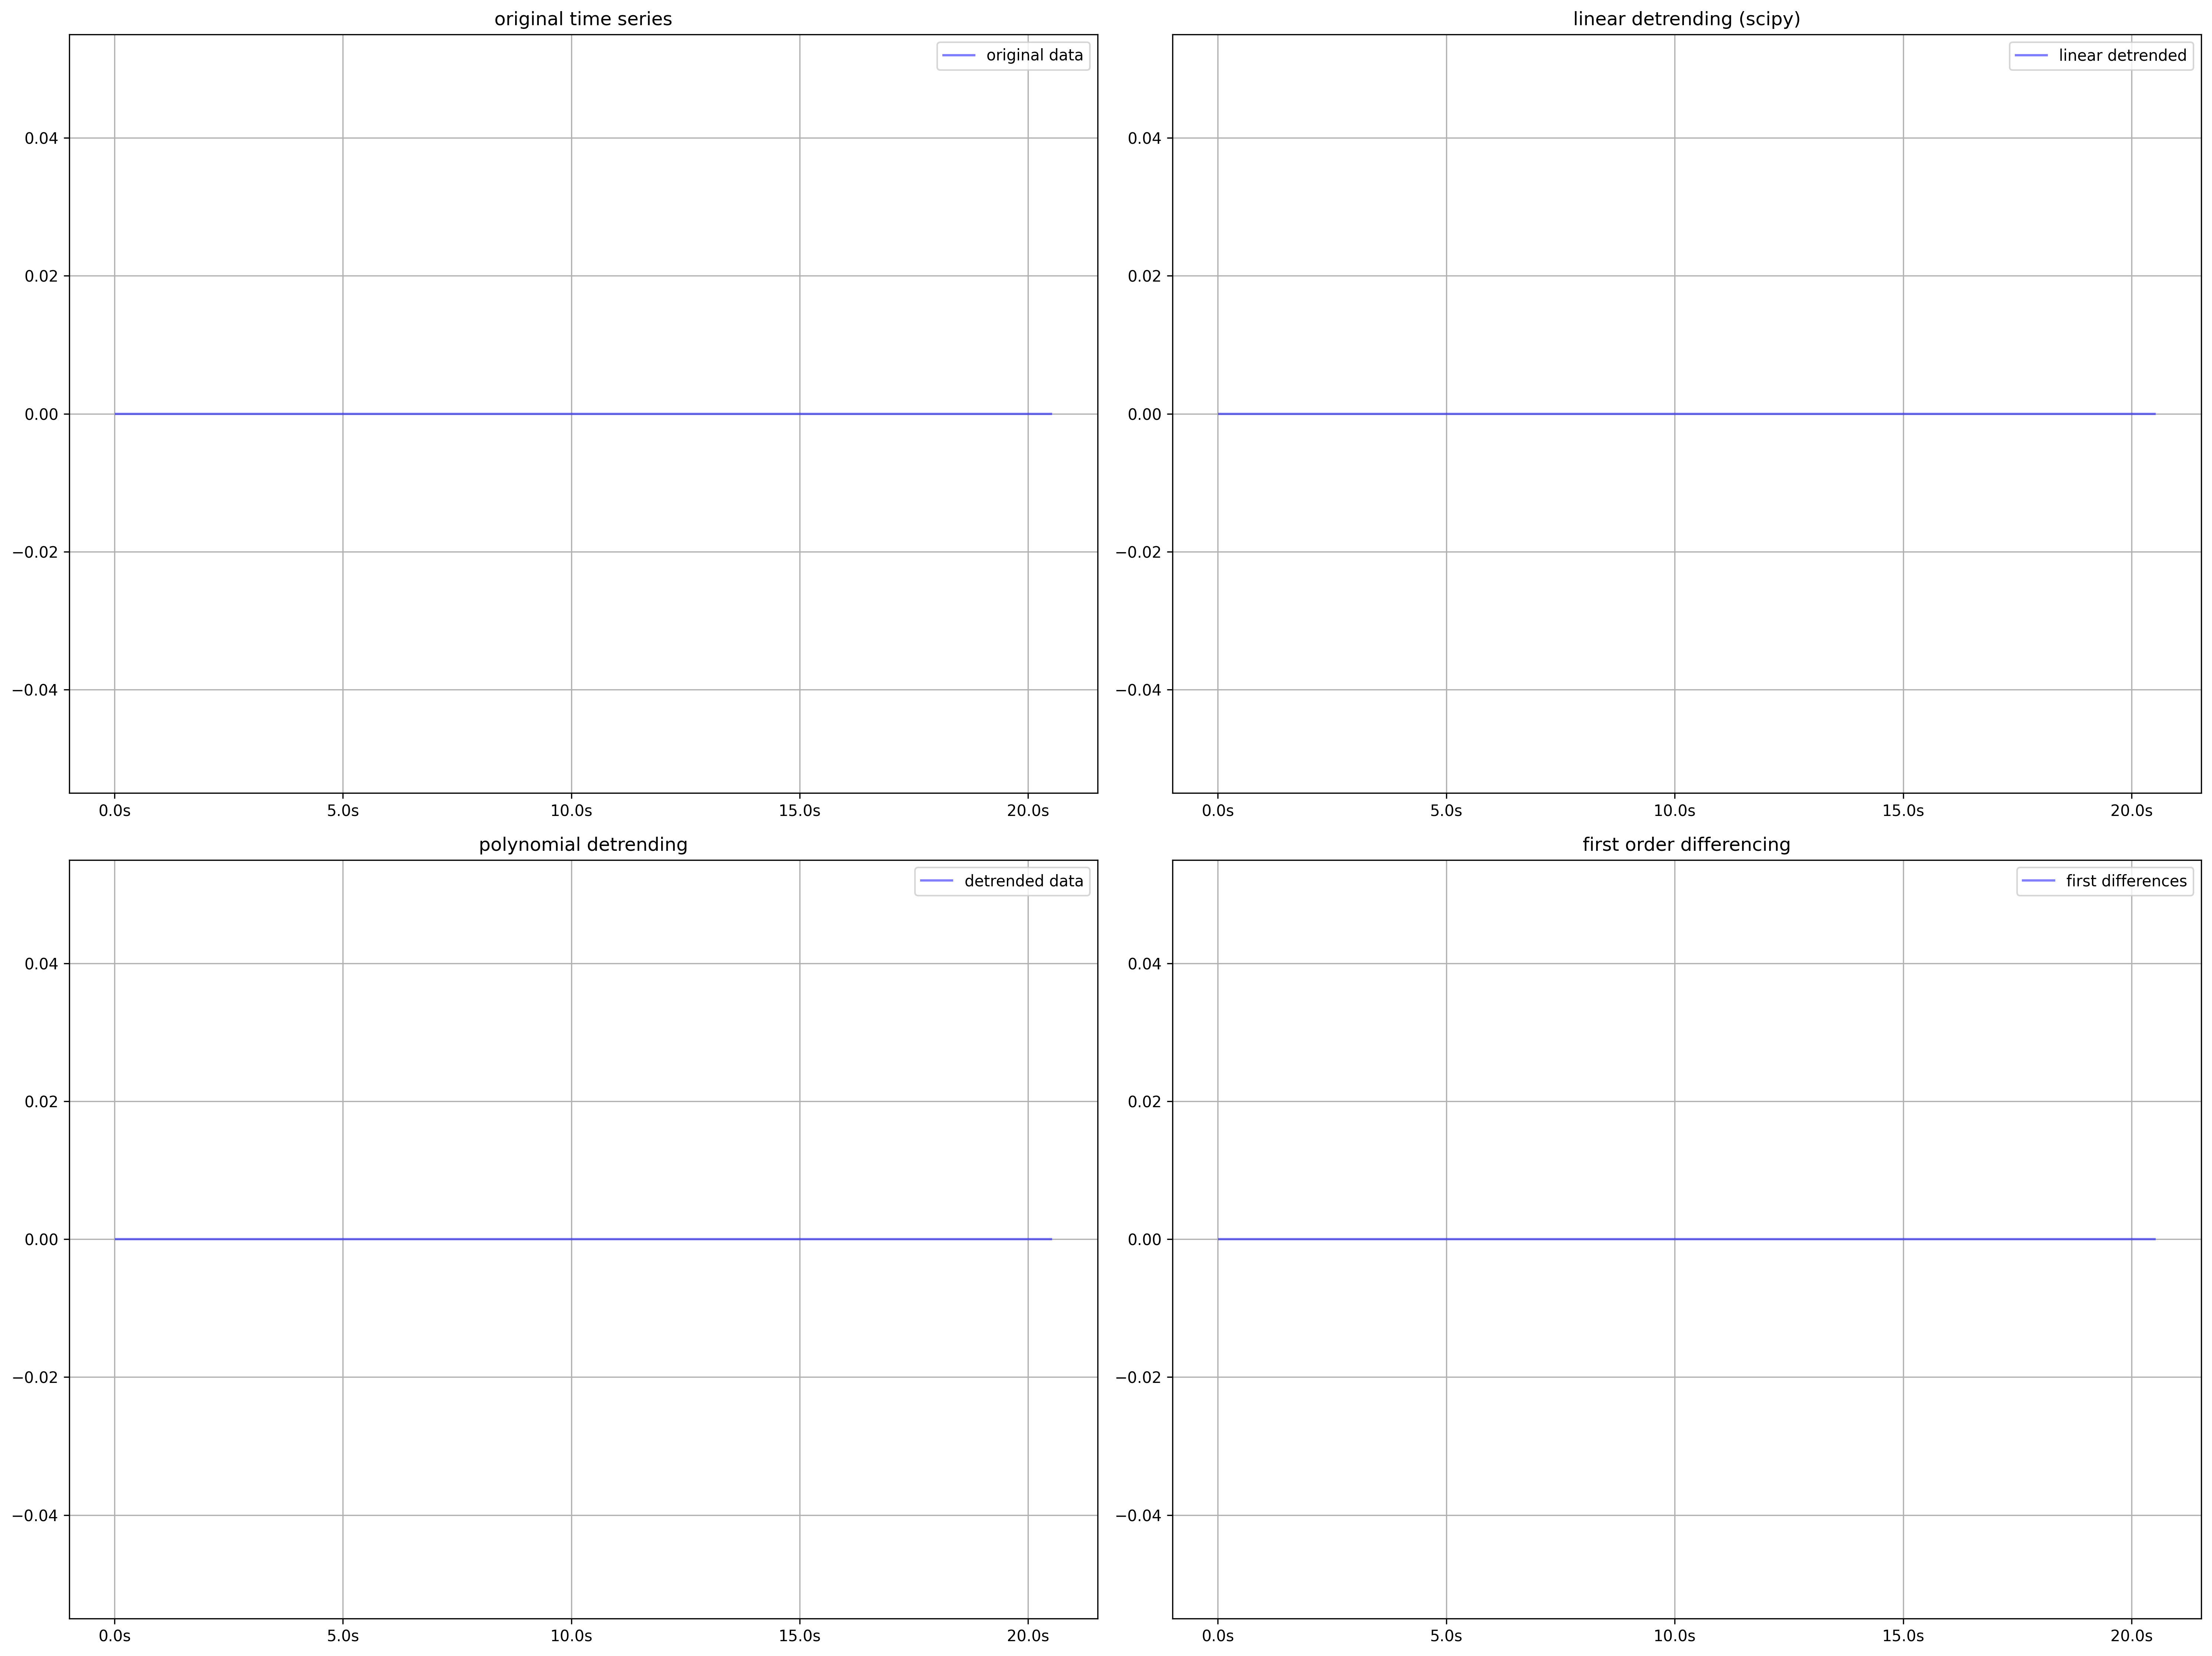 original time series
original data
0.04
0.02
0.00
−0.02
−0.04
0.0s 5.0s 10.0s 15.0s 20.0s
linear detrending (scipy)
linear detrended
0.04
0.02
0.00
−0.02
−0.04
0.0s 5.0s 10.0s 15.0s 20.0s
polynomial detrending
detrended data
0.04
0.02
0.00
−0.02
−0.04
0.0s 5.0s 10.0s 15.0s 20.0s
first order differencing
first differences
0.04
0.02
0.00
−0.02
−0.04
0.0s 5.0s 10.0s 15.0s 20.0s